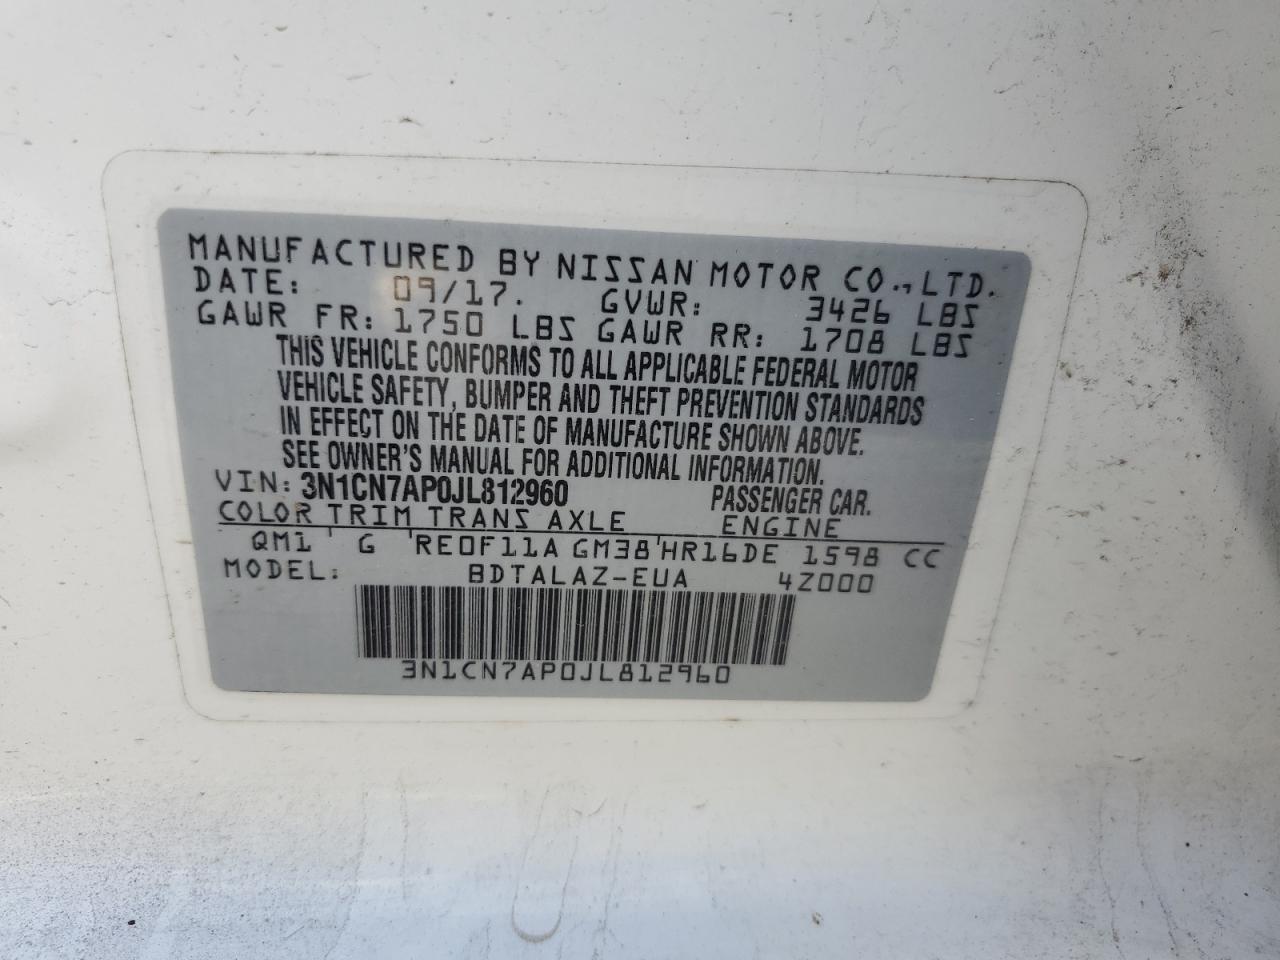 MANUFACTURED BY NISSAN MOTOR CO.,LTD.
DATE: 09/17. GVWR: 3426 LBS
GAWR FR: 1750 LBS GAWR RR: 1708 LBS
THIS VEHICLE CONFORMS TO ALL APPLICABLE FEDERAL MOTOR
VEHICLE SAFETY, BUMPER AND THEFT PREVENTION STANDARDS
IN EFFECT ON THE DATE OF MANUFACTURE SHOWN ABOVE.
SEE OWNER'S MANUAL FOR ADDITIONAL INFORMATION.
VIN: 3N1CN7AP0JL812960 PASSENGER CAR.
COLOR TRIM TRANS AXLE ENGINE
QM1 ' G 'RE0F11A GM38'HR16DE 1598 CC
MODEL: BDTALAZ-EUA 4Z000
3N1CN7AP0JL812960